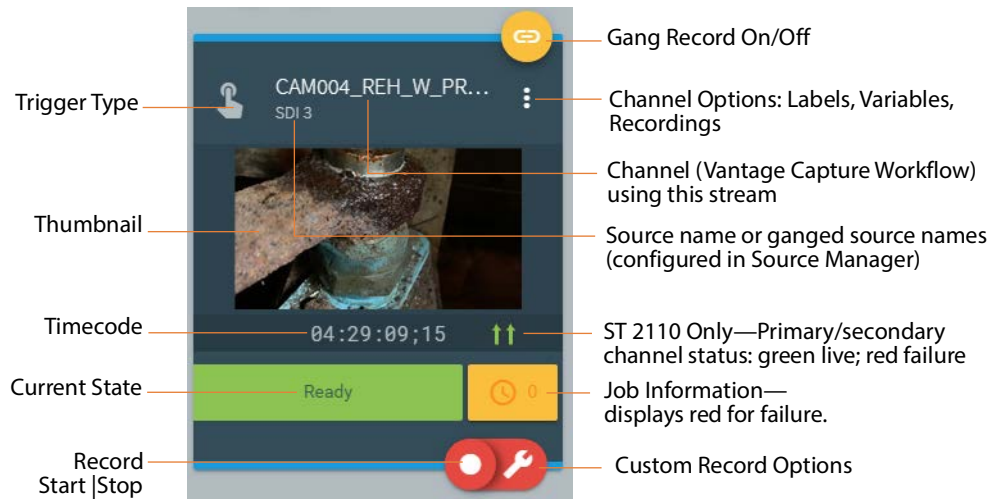 Gang Record On/Off
Trigger Type
CAM004_REH_W_PR...
SDI 3
Channel Options: Labels, Variables,
Recordings
Channel (Vantage Capture Workflow)
using this stream
Thumbnail
Source name or ganged source names
(configured in Source Manager)
Timecode
04:29:09;15
ST 2110 Only—Primary/secondary
channel status: green live; red failure
Current State
Ready
0
Job Information—
displays red for failure.
Record
Start |Stop
Custom Record Options